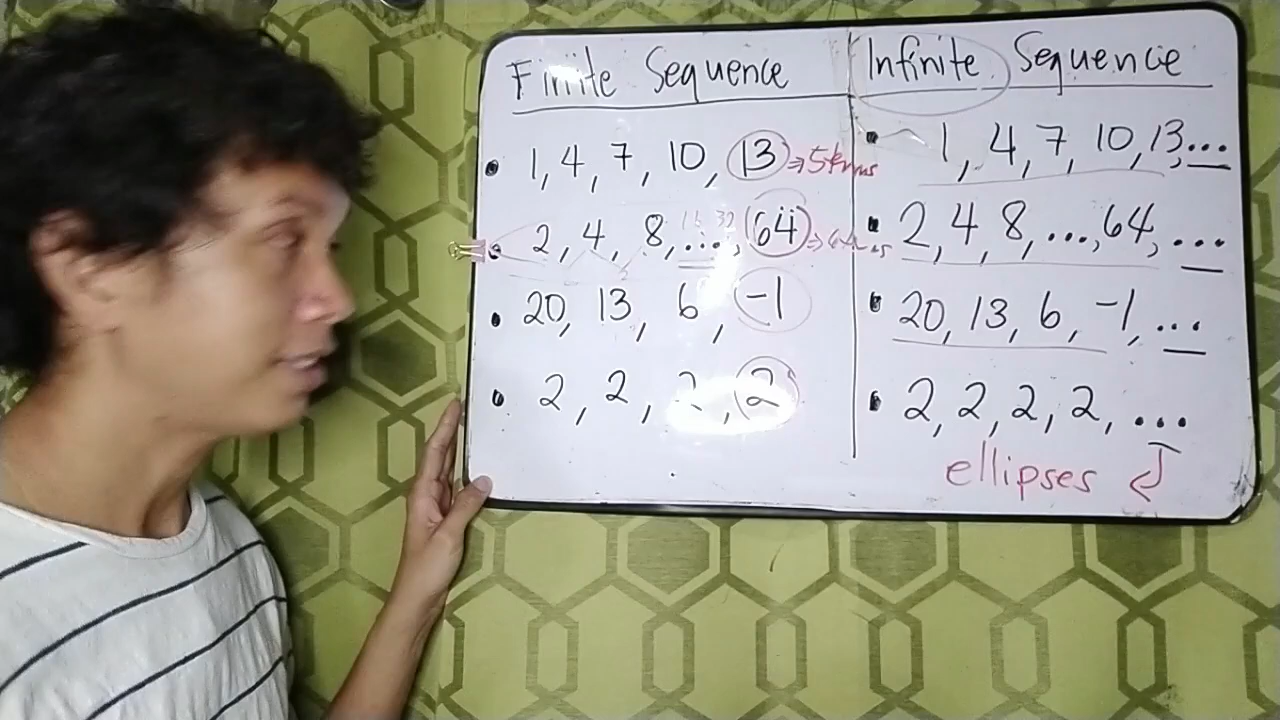 Finite Sequence
Infinite Sequence
• 1, 4, 7, 10, 13 → 5 terms
• 2, 4, 8, ..., 64 →
16 32
• 20, 13, 6, -1
• 2, 2, 2, 2
• 1, 4, 7, 10, 13, ...
• 2, 4, 8, ..., 64, ...
• 20, 13, 6, -1, ...
• 2, 2, 2, 2, ...
ellipses